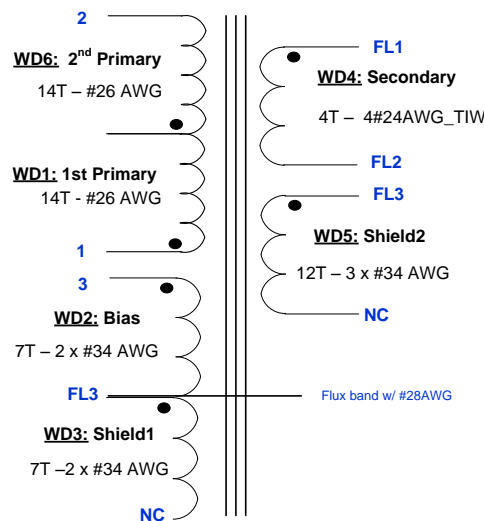 2
WD6: 2nd Primary
14T – #26 AWG
WD1: 1st Primary
14T - #26 AWG
1
3
WD2: Bias
7T – 2 x #34 AWG
FL3
WD3: Shield1
7T –2 x #34 AWG
NC
FL1
WD4: Secondary
4T – 4#24AWG_TIW
FL2
FL3
WD5: Shield2
12T – 3 x #34 AWG
NC
Flux band w/ #28AWG